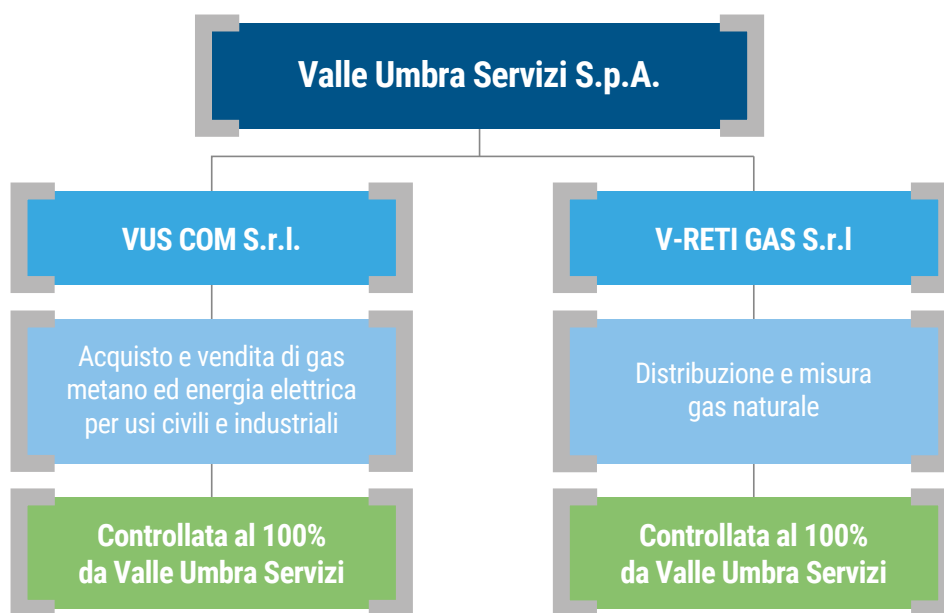 Valle Umbra Servizi S.p.A.
VUS COM S.r.l.
Acquisto e vendita di gas
metano ed energia elettrica
per usi civili e industriali
Controllata al 100%
da Valle Umbra Servizi
V-RETI GAS S.r.l
Distribuzione e misura
gas naturale
Controllata al 100%
da Valle Umbra Servizi